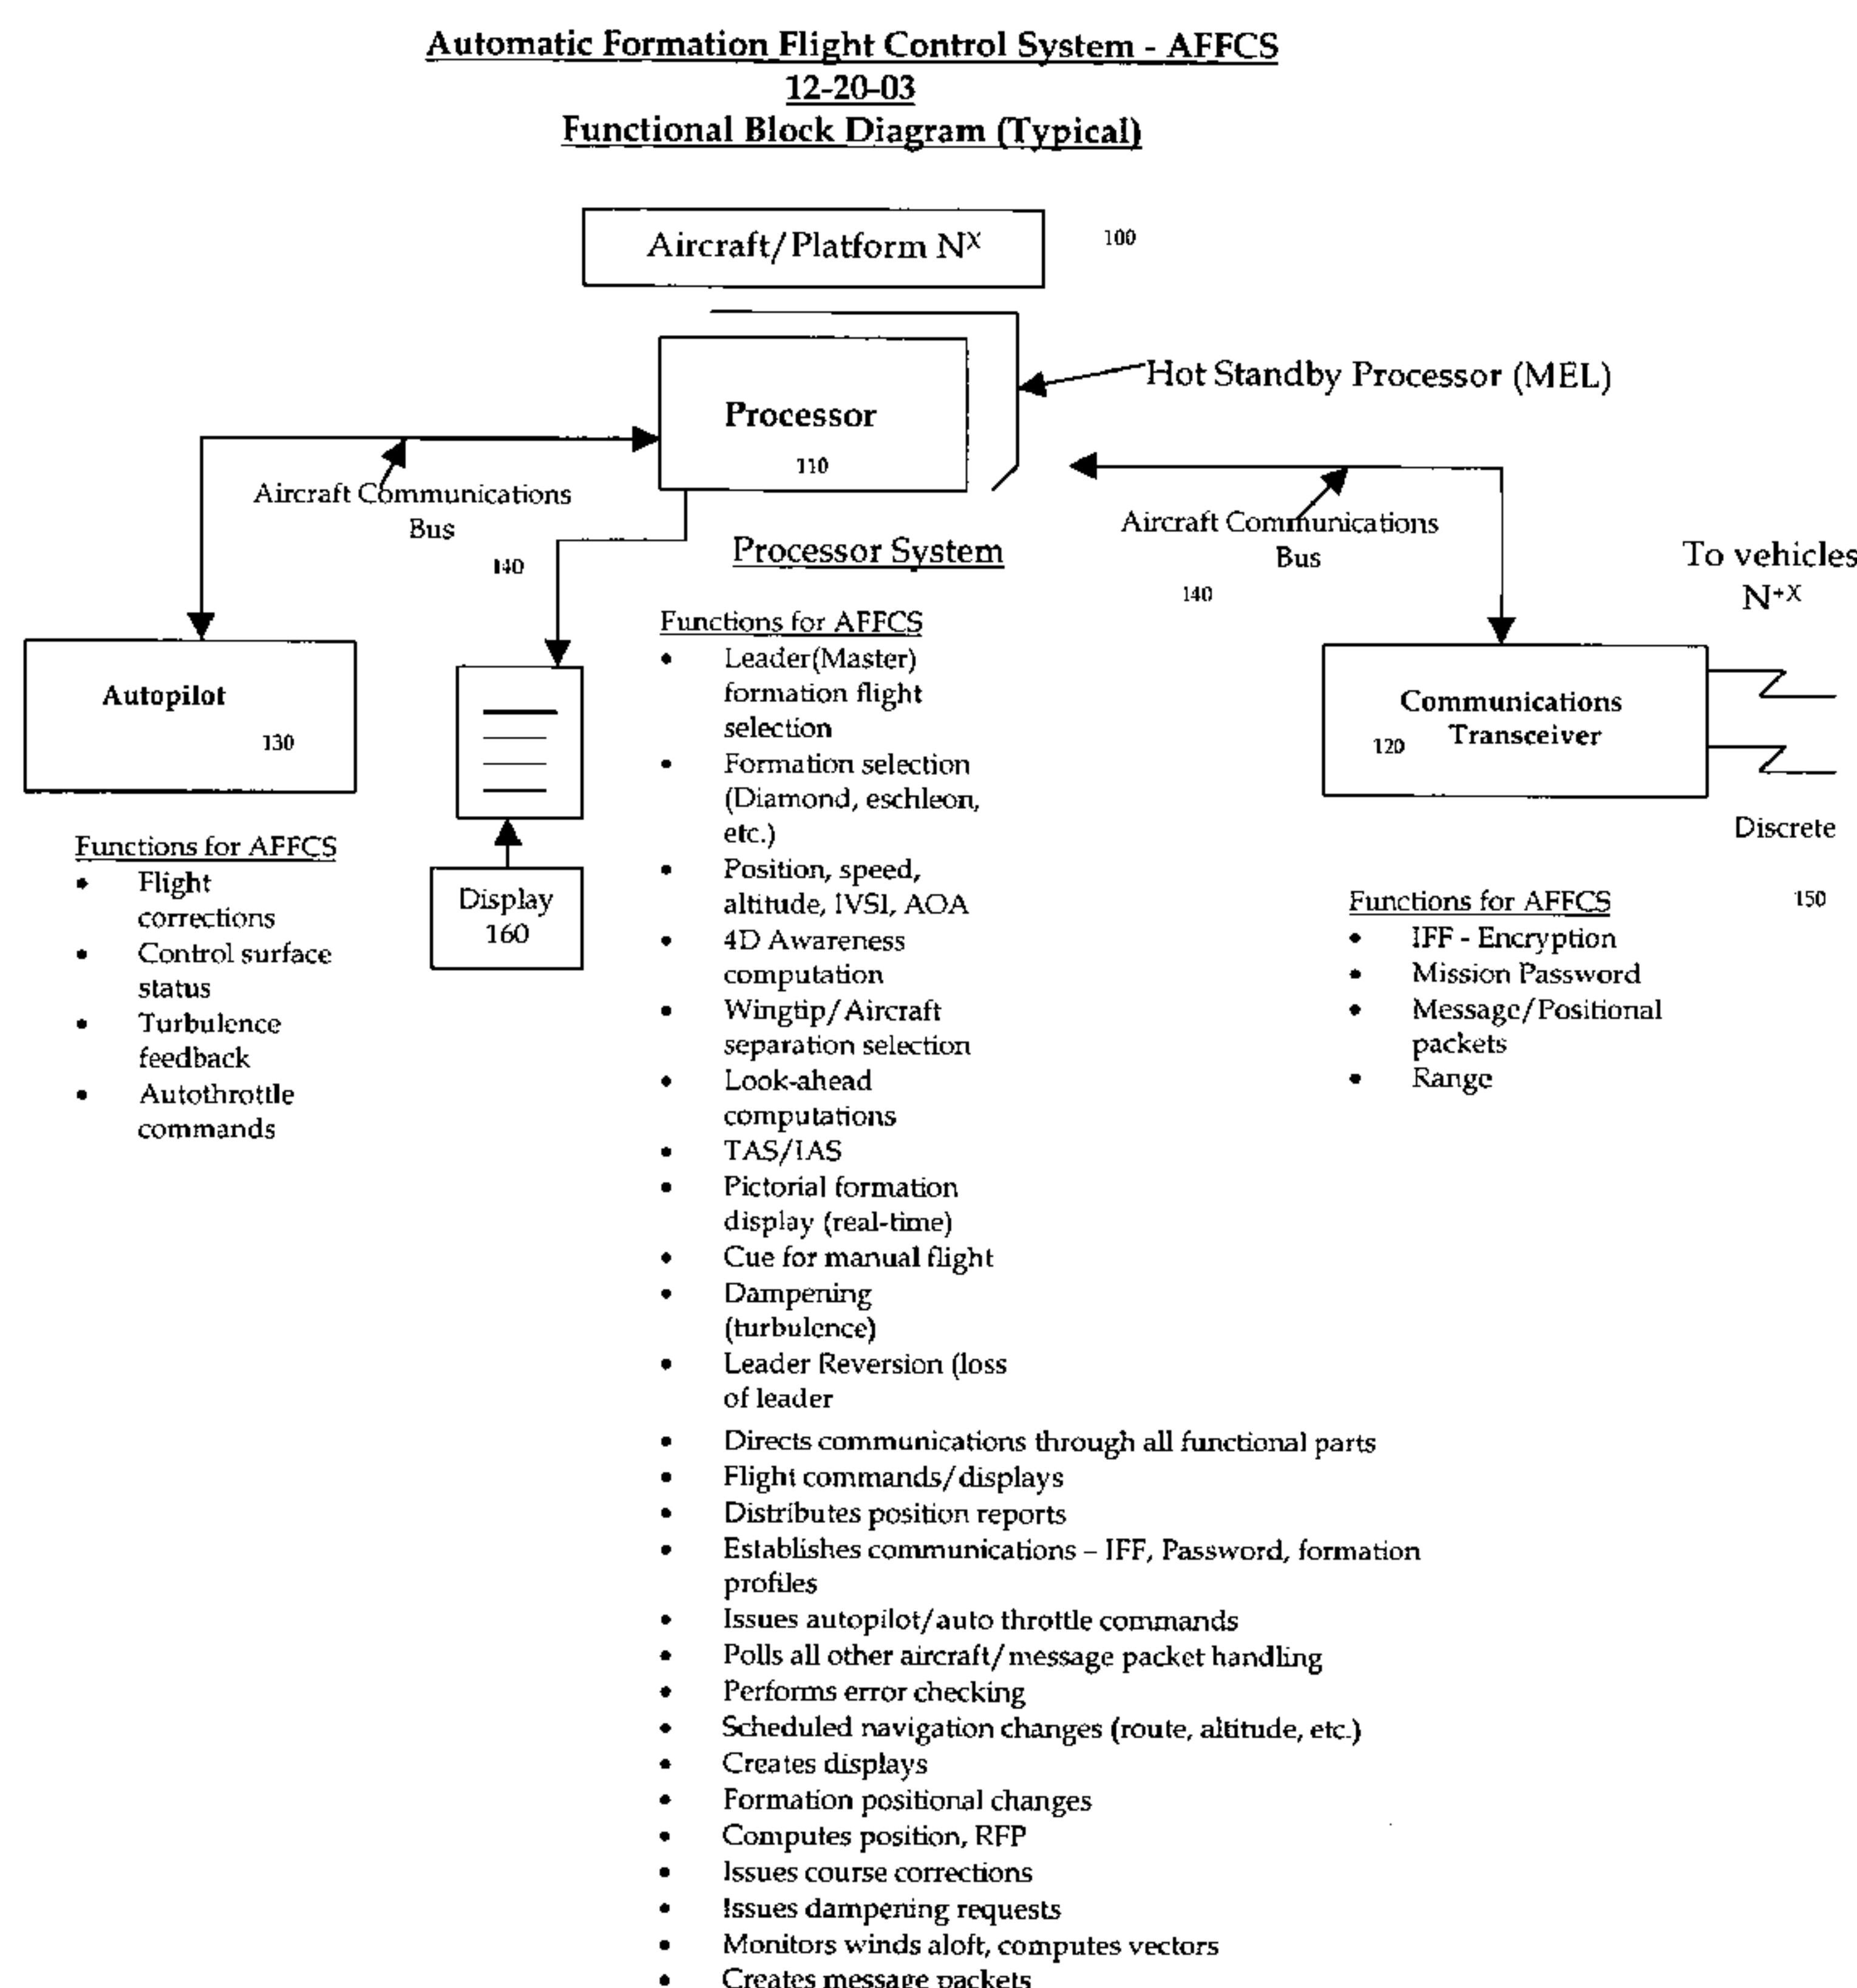 Automatic Formation Flight Control System - AFFCS
12-20-03
Functional Block Diagram (Typical)
Aircraft/Platform Nˣ
100
Hot Standby Processor (MEL)
Processor
110
Aircraft Communications
Bus
140
Aircraft Communications
Bus
140
To vehicles
N⁺ˣ
Autopilot
130
Communications
Transceiver
120
Discrete
150
Display
160
Functions for AFFCS
• Flight
corrections
• Control surface
status
• Turbulence
feedback
• Autothrottle
commands
Processor System
Functions for AFFCS
• Leader(Master)
formation flight
selection
• Formation selection
(Diamond, eschleon,
etc.)
• Position, speed,
altitude, IVSI, AOA
• 4D Awareness
computation
• Wingtip/Aircraft
separation selection
• Look-ahead
computations
• TAS/IAS
• Pictorial formation
display (real-time)
• Cue for manual flight
• Dampening
(turbulence)
• Leader Reversion (loss
of leader
• Directs communications through all functional parts
• Flight commands/displays
• Distributes position reports
• Establishes communications – IFF, Password, formation
profiles
• Issues autopilot/auto throttle commands
• Polls all other aircraft/message packet handling
• Performs error checking
• Scheduled navigation changes (route, altitude, etc.)
• Creates displays
• Formation positional changes
• Computes position, RFP
• Issues course corrections
• Issues dampening requests
• Monitors winds aloft, computes vectors
• Creates message packets
Functions for AFFCS
• IFF - Encryption
• Mission Password
• Message/Positional
packets
• Range